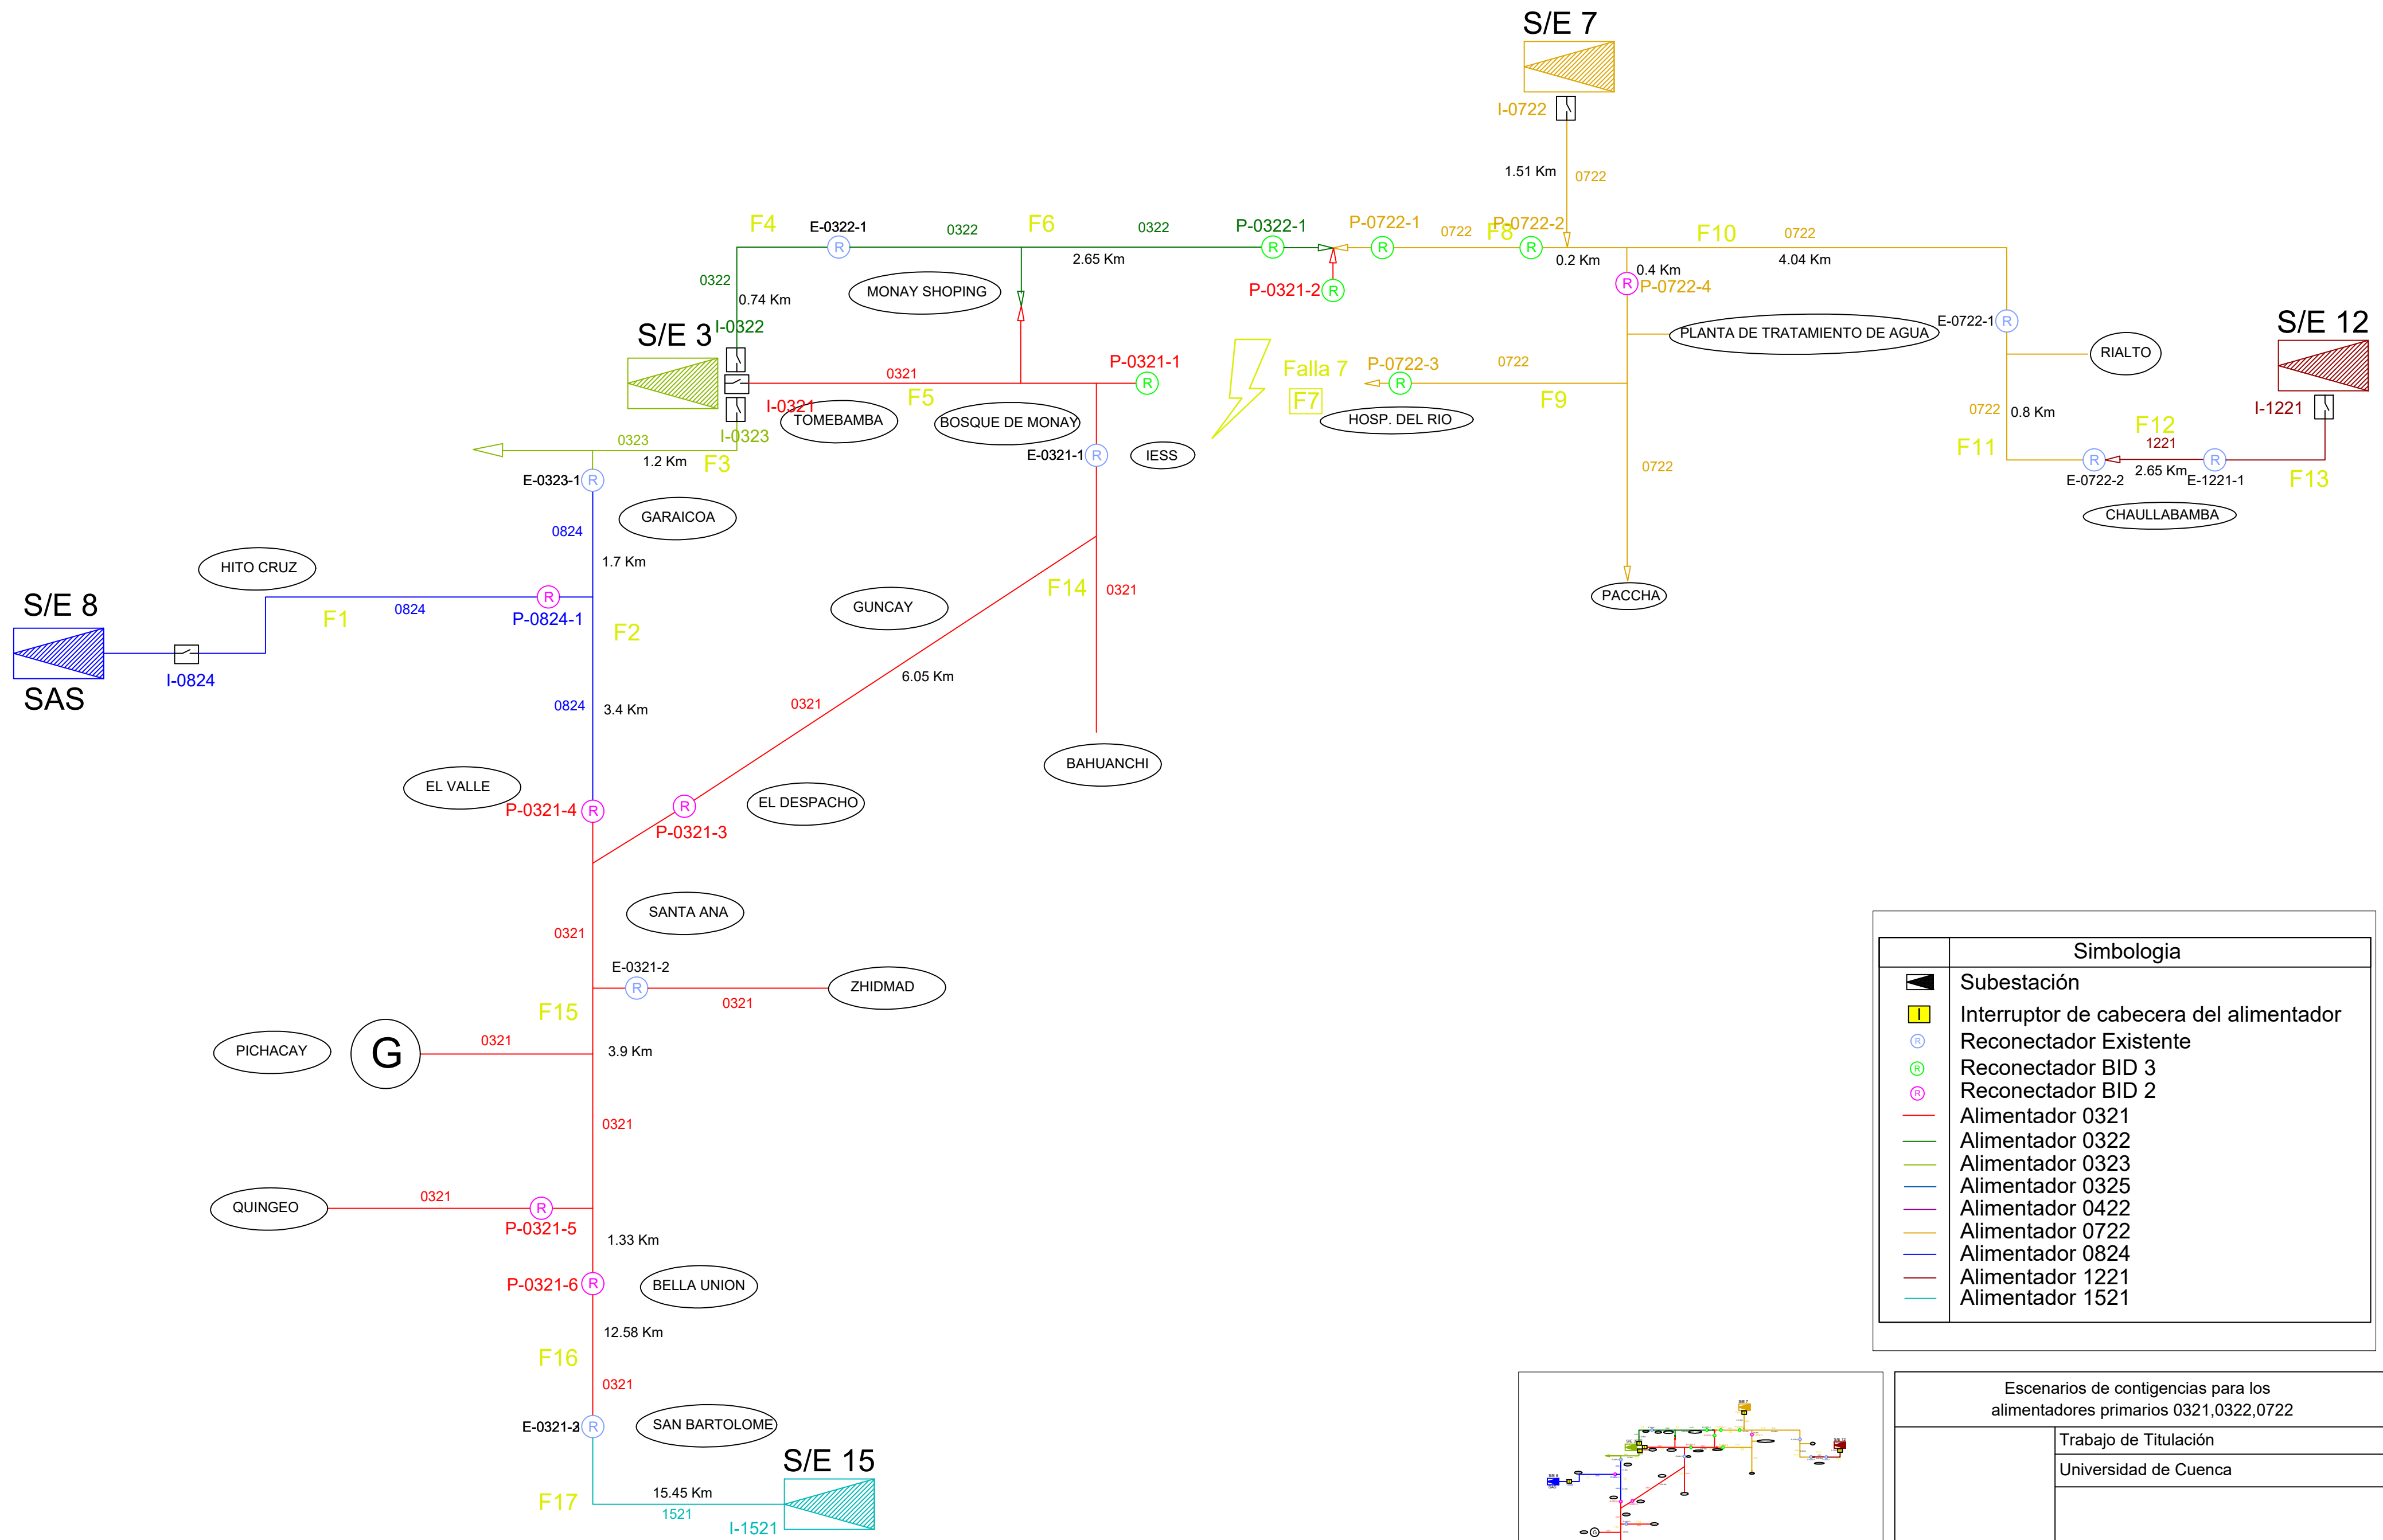 S/E 7
I-0722
1.51 Km
0722
F4
E-0322-1
0322
F6
0322
P-0322-1
P-0722-1
0722
F8
P-0722-2
F10
0722
2.65 Km
0.2 Km
0.4 Km
4.04 Km
0322
0.74 Km
MONAY SHOPING
P-0321-2
R
R
R
R
R
R
P-0722-4
S/E 3
I-0322
PLANTA DE TRATAMIENTO DE AGUA
E-0722-1
R
S/E 12
RIALTO
0321
P-0321-1
R
Falla 7
F7
P-0722-3
R
0722
F5
I-0321
TOMEBAMBA
BOSQUE DE MONAY
HOSP. DEL RIO
F9
0722
0.8 Km
I-1221
I-0323
0323
1.2 Km
F3
E-0321-1
R
IESS
0722
F11
F12
1221
R
2.65 Km
R
E-0722-2
E-1221-1
F13
E-0323-1
R
GARAICOA
CHAULLABAMBA
0824
1.7 Km
HITO CRUZ
S/E 8
F1
0824
R
P-0824-1
F2
GUNCAY
F14
0321
PACCHA
I-0824
SAS
0824
3.4 Km
0321
6.05 Km
BAHUANCHI
EL VALLE
P-0321-4
R
R
P-0321-3
EL DESPACHO
SANTA ANA
0321
E-0321-2
R
0321
ZHIDMAD
F15
PICHACAY
G
0321
3.9 Km
0321
QUINGEO
0321
R
P-0321-5
1.33 Km
P-0321-6
R
BELLA UNION
12.58 Km
F16
0321
R
SAN BARTOLOME
S/E 15
F17
15.45 Km
1521
I-1521
Simbologia
Subestación
I
Interruptor de cabecera del alimentador
R
Reconectador Existente
R
Reconectador BID 3
R
Reconectador BID 2
Alimentador 0321
Alimentador 0322
Alimentador 0323
Alimentador 0325
Alimentador 0422
Alimentador 0722
Alimentador 0824
Alimentador 1221
Alimentador 1521
Escenarios de contigencias para los
alimentadores primarios 0321,0322,0722
Trabajo de Titulación
Universidad de Cuenca